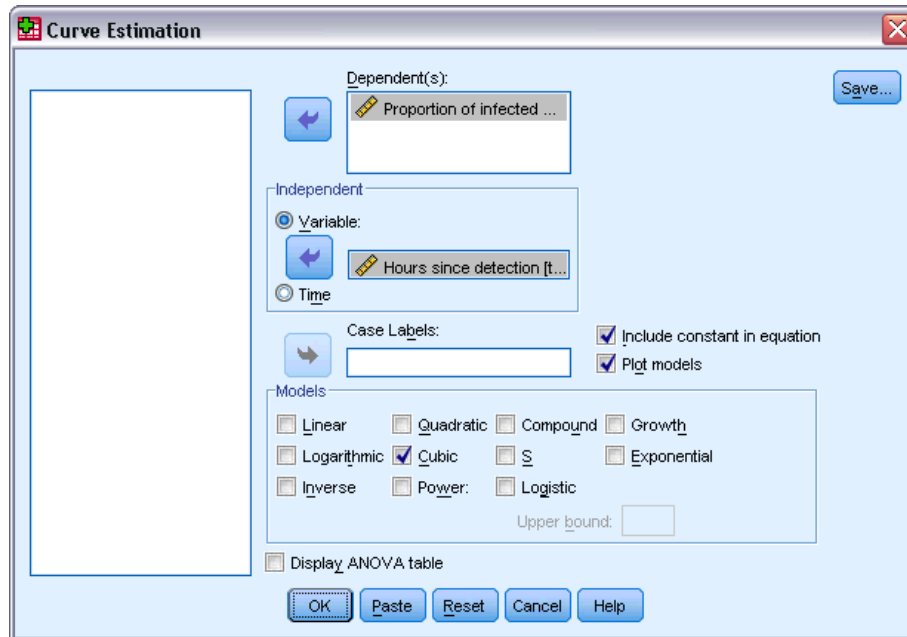 Curve Estimation
Dependent(s):
Save...
Proportion of infected ...
Independent
Variable:
Hours since detection [t...
Time
Case Labels:
Include constant in equation
Plot models
Models
Linear Quadratic Compound Growth
Logarithmic Cubic S Exponential
Inverse Power: Logistic
Upper bound:
Display ANOVA table
OK Paste Reset Cancel Help